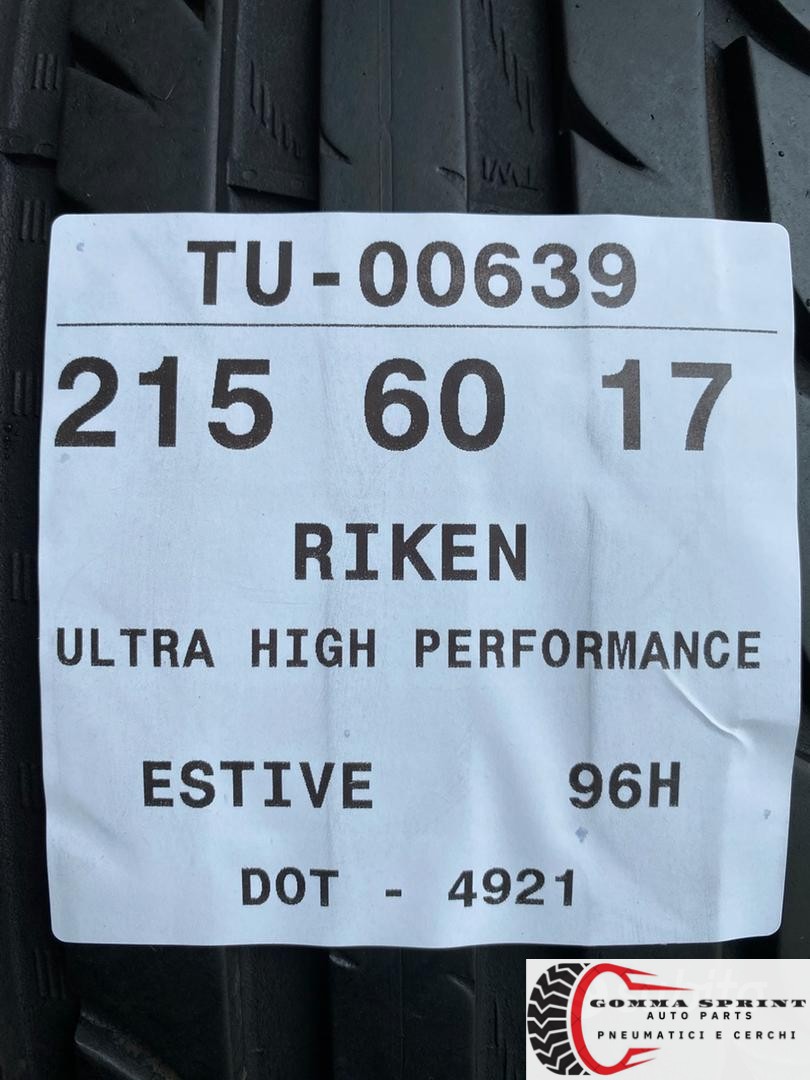 TWI
TU-00639
215 60 17
RIKEN
ULTRA HIGH PERFORMANCE
ESTIVE 96H
DOT - 4921
GOMMA SPRINT
AUTO PARTS
PNEUMATICI E CERCHI